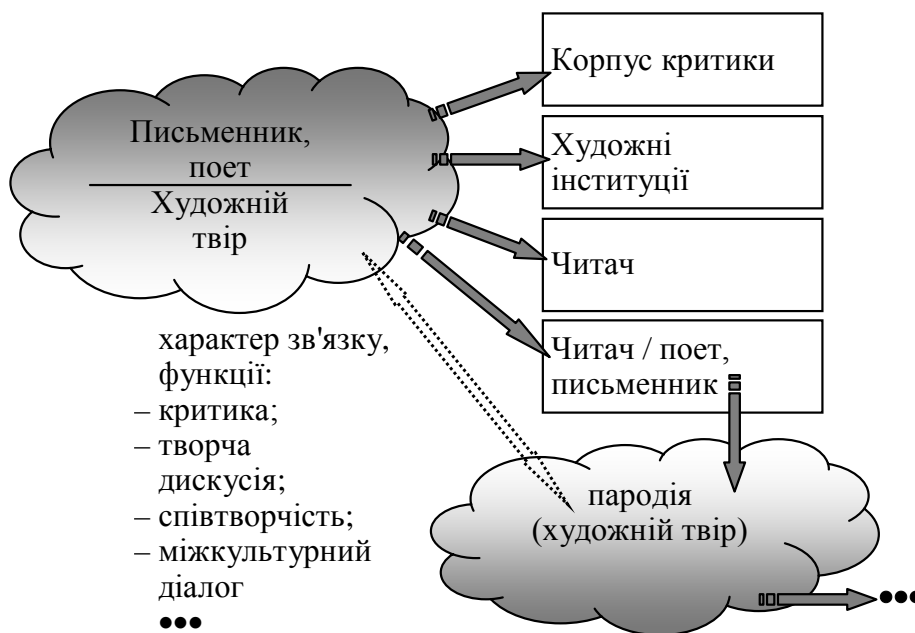 Письменник,
поет
Художній
твір
Корпус критики
Художні
інституції
Читач
Читач / поет,
письменник
характер зв'язку,
функції:
– критика;
– творча
дискусія;
– співтворчість;
– міжкультурний
діалог
●●●
пародія
(художній твір)
●●●